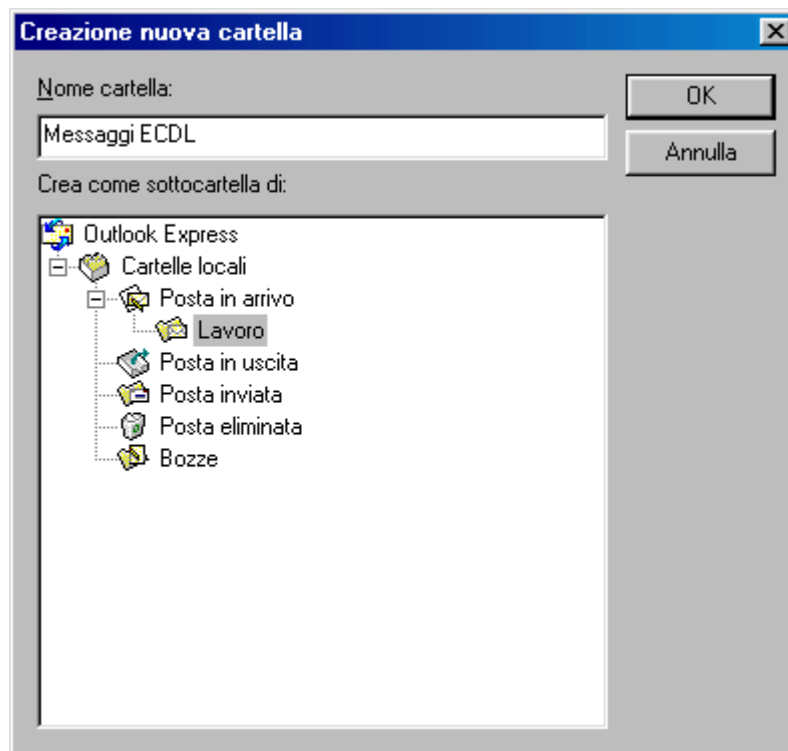 Creazione nuova cartella
Nome cartella:
OK
Messaggi ECDL
Annulla
Crea come sottocartella di:
Outlook Express
Cartelle locali
Posta in arrivo
Lavoro
Posta in uscita
Posta inviata
Posta eliminata
Bozze